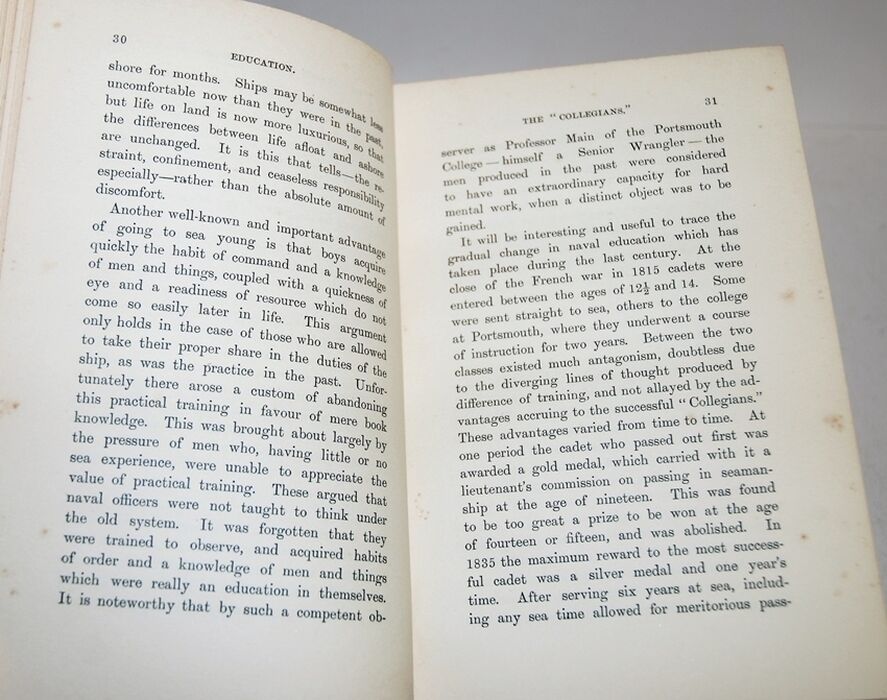 30
EDUCATION.
shore for months. Ships may be somewhat less
uncomfortable now than they were in the past,
but life on land is now more luxurious, so that
the differences between life afloat and ashore
are unchanged. It is this that tells—the re-
straint, confinement, and ceaseless responsibility
especially—rather than the absolute amount of
discomfort.
Another well-known and important advantage
of going to sea young is that boys acquire
quickly the habit of command and a knowledge
of men and things, coupled with a quickness of
eye and a readiness of resource which do not
come so easily later in life. This argument
only holds in the case of those who are allowed
to take their proper share in the duties of the
ship, as was the practice in the past. Unfor-
tunately there arose a custom of abandoning
this practical training in favour of mere book
knowledge. This was brought about largely by
the pressure of men who, having little or no
sea experience, were unable to appreciate the
value of practical training. These argued that
naval officers were not taught to think under
the old system. It was forgotten that they
were trained to observe, and acquired habits
of order and a knowledge of men and things
which were really an education in themselves.
It is noteworthy that by such a competent ob-
THE "COLLEGIANS."
31
server as Professor Main of the Portsmouth
College—himself a Senior Wrangler—the
men produced in the past were considered
to have an extraordinary capacity for hard
mental work, when a distinct object was to be
gained.
It will be interesting and useful to trace the
gradual change in naval education which has
taken place during the last century. At the
close of the French war in 1815 cadets were
entered between the ages of 12½ and 14. Some
were sent straight to sea, others to the college
at Portsmouth, where they underwent a course
of instruction for two years. Between the two
classes existed much antagonism, doubtless due
to the diverging lines of thought produced by
difference of training, and not allayed by the ad-
vantages accruing to the successful "Collegians."
These advantages varied from time to time. At
one period the cadet who passed out first was
awarded a gold medal, which carried with it a
lieutenant's commission on passing in seaman-
ship at the age of nineteen. This was found
to be too great a prize to be won at the age
of fourteen or fifteen, and was abolished. In
1835 the maximum reward to the most success-
ful cadet was a silver medal and one year's
time. After serving six years at sea, includ-
ing any sea time allowed for meritorious pass-